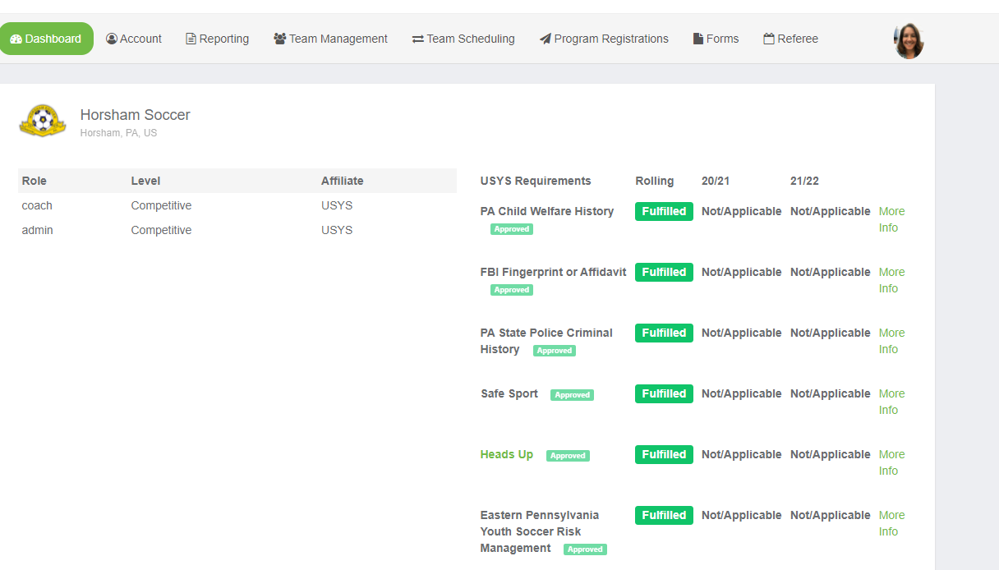 Dashboard Account Reporting Team Management Team Scheduling Program Registrations Forms Referee
Horsham Soccer
Horsham, PA, US
Role Level Affiliate
coach Competitive USYS
admin Competitive USYS
USYS Requirements Rolling 20/21 21/22
PA Child Welfare History Fulfilled Not/Applicable Not/Applicable More
Approved Info
FBI Fingerprint or Affidavit Fulfilled Not/Applicable Not/Applicable More
Approved Info
PA State Police Criminal Fulfilled Not/Applicable Not/Applicable More
History Approved Info
Safe Sport Approved Fulfilled Not/Applicable Not/Applicable More
Info
Heads Up Approved Fulfilled Not/Applicable Not/Applicable More
Info
Eastern Pennsylvania Fulfilled Not/Applicable Not/Applicable More
Youth Soccer Risk Info
Management Approved